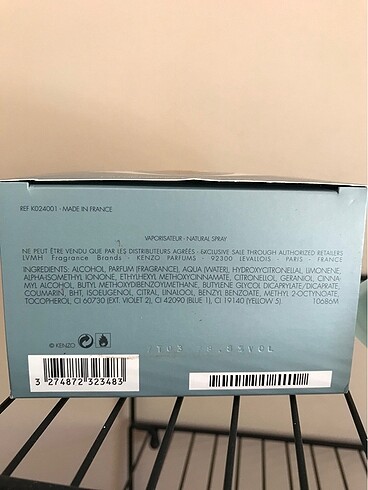 REF K024001 - MADE IN FRANCE
VAPORISATEUR - NATURAL SPRAY
NE PEUT ÊTRE VENDU QUE PAR LES DISTRIBUTEURS AGRÉÉS - EXCLUSIVE SALE THROUGH AUTHORIZED RETAILERS
LVMH Fragrance Brands - KENZO PARFUMS - 92300 LEVALLOIS - PARIS - FRANCE
INGREDIENTS: ALCOHOL, PARFUM (FRAGRANCE), AQUA (WATER), HYDROXYCITRONELLAL, LIMONENE,
ALPHA-ISOMETHYL IONONE, ETHYLHEXYL METHOXYCINNAMATE, CITRONELLOL, GERANIOL, CINNA-
MYL ALCOHOL, BUTYL METHOXYDIBENZOYLMETHANE, BUTYLENE GLYCOL DICAPRYLATE/DICAPRATE,
COUMARIN, BHT, ISOEUGENOL, CITRAL, LINALOOL, BENZYL BENZOATE, METHYL 2-OCTYNOATE,
TOCOPHEROL, CI 60730 (EXT. VIOLET 2), CI 42090 (BLUE 1), CI 19140 (YELLOW 5). 10686M
© KENZO
3 274872 323483